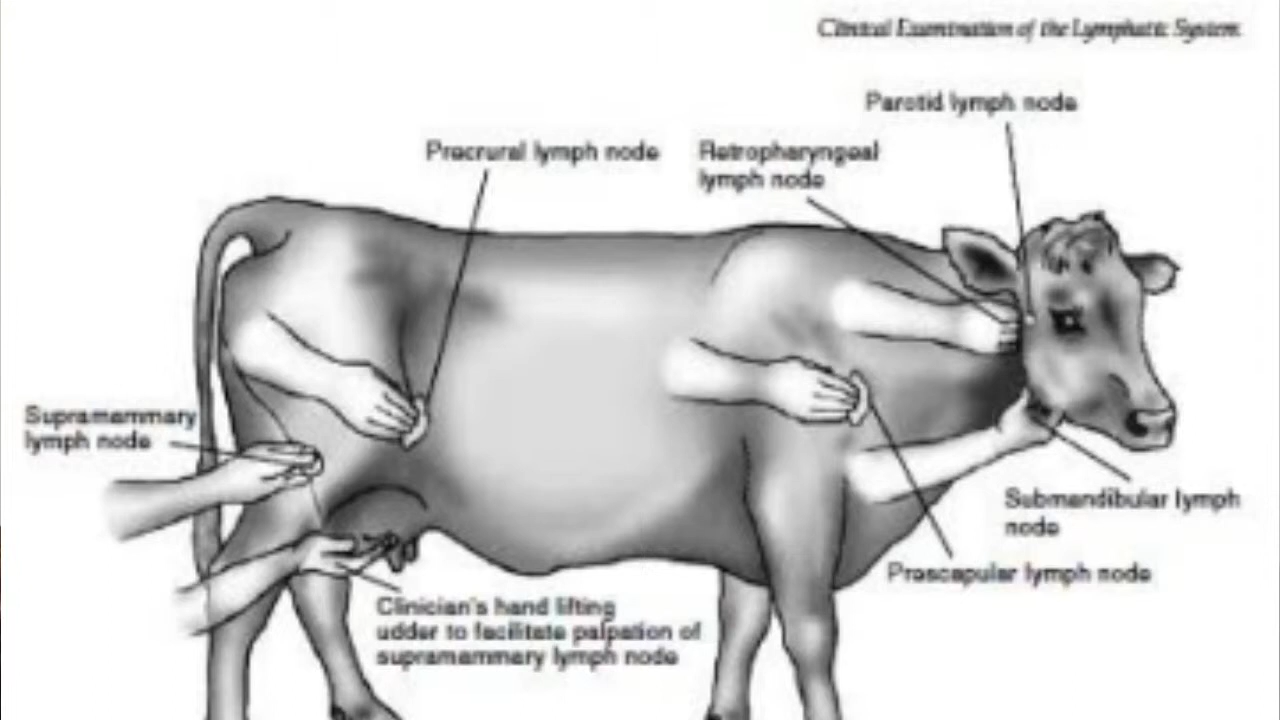 Clinical Examination of the Lymphatic System
Parotid lymph node
Precrural lymph node
Retropharyngeal
lymph node
Supramammary
lymph node
Submandibular lymph
node
Prescapular lymph node
Clinician's hand lifting
udder to facilitate palpation of
supramammary lymph node